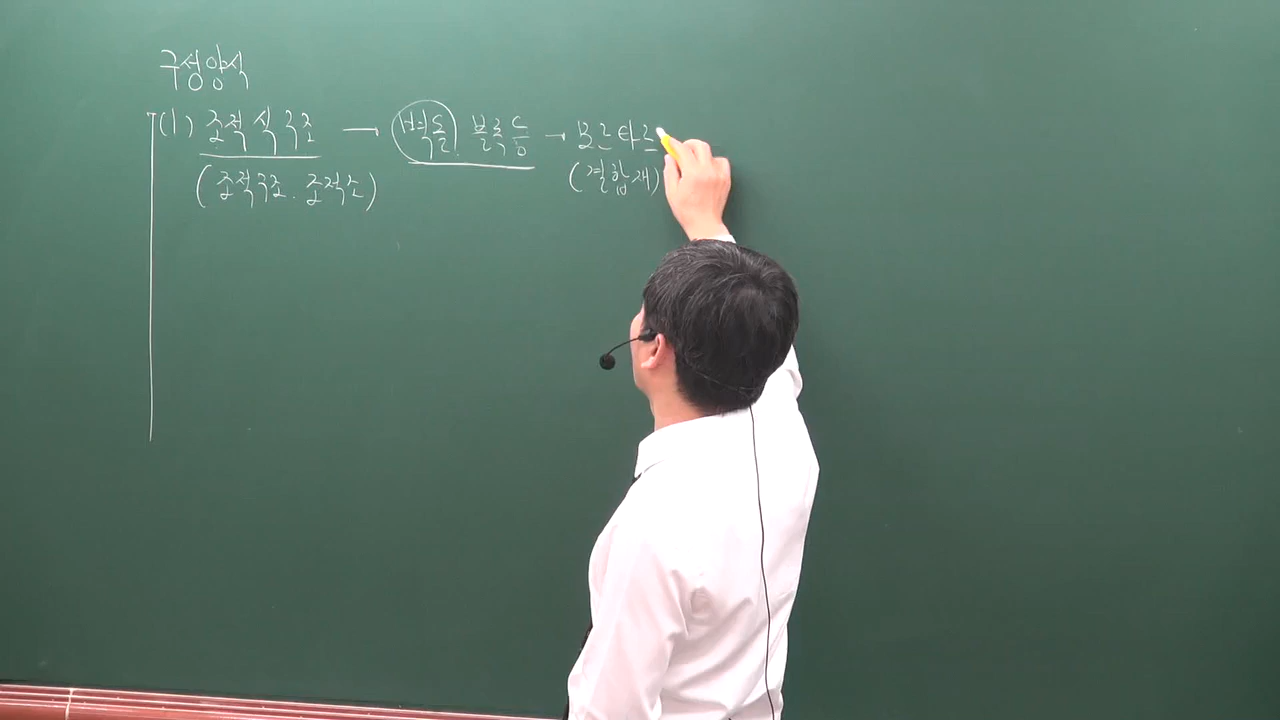 구성양식
(1) 조적식구조 → 벽돌, 블록 등 → 모르타르
(조적구조. 조적조) (결합재)